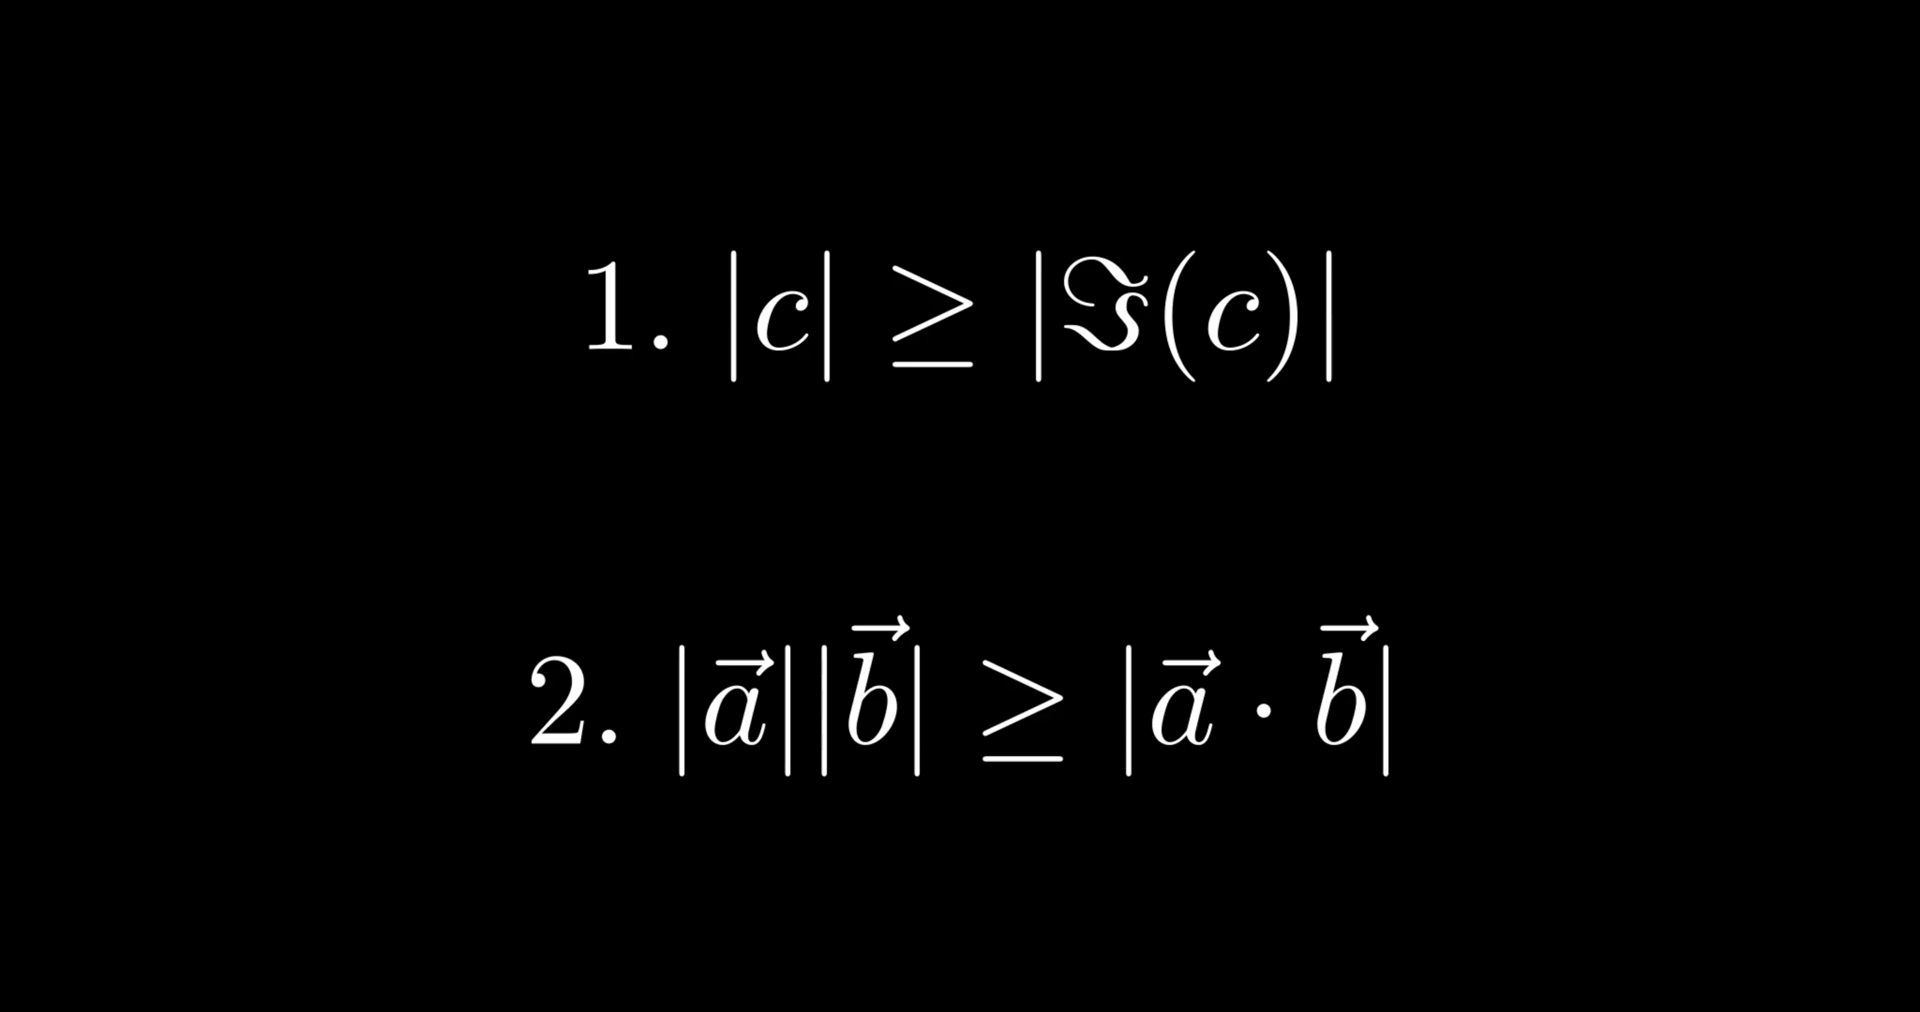 1. |c| ≥ |ℑ(c)|
2. |a⃗||b⃗| ≥ |a⃗ · b⃗|